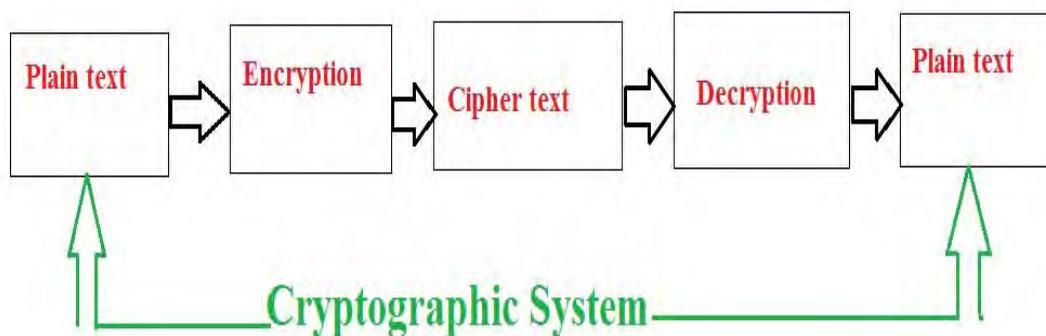 Plain text
Encryption
Cipher text
Decryption
Plain text
Cryptographic System